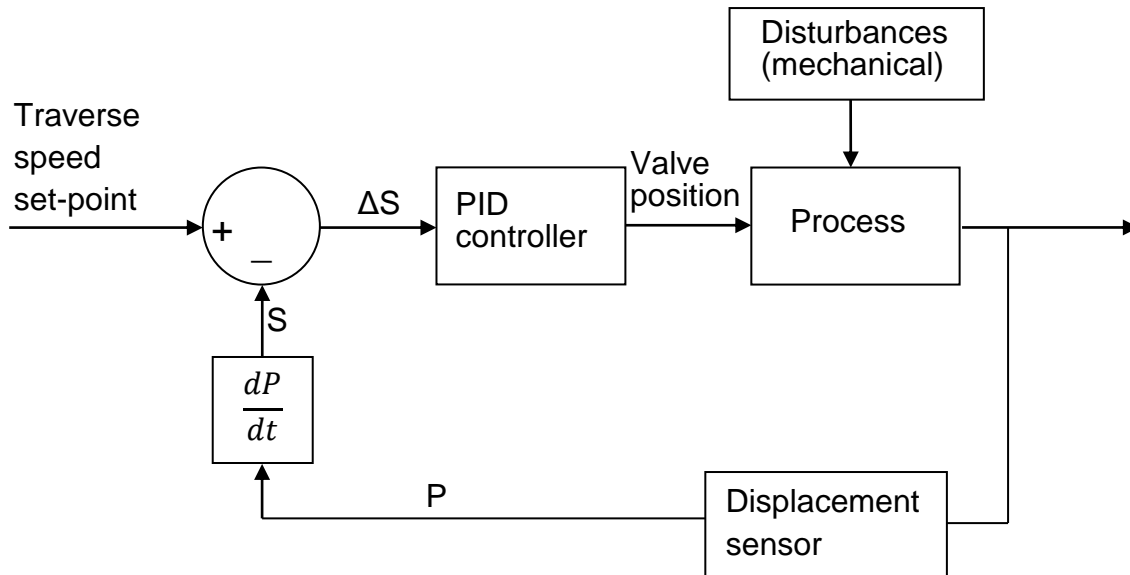 Disturbances
(mechanical)
Traverse
speed
set-point
Valve
position
ΔS
PID
controller
Process
+
−
S
dP
dt
P
Displacement
sensor